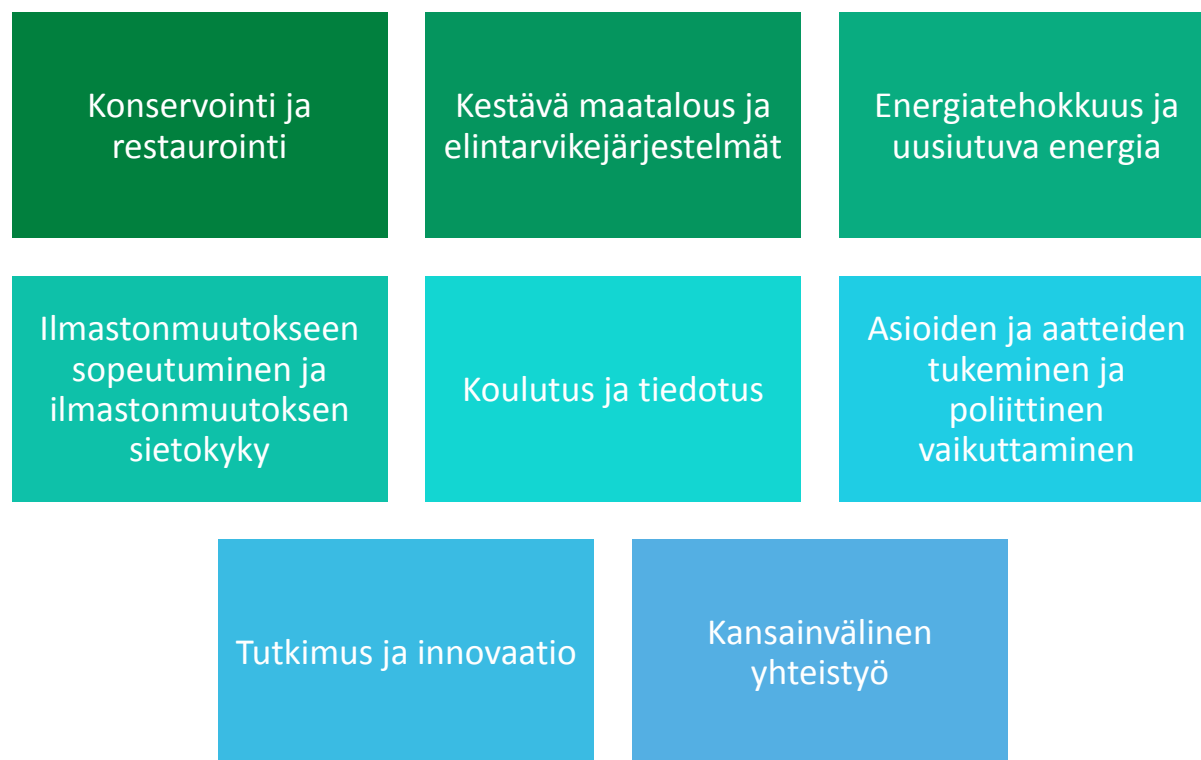 Konservointi ja
restaurointi
Kestävä maatalous ja
elintarvikejärjestelmät
Energiatehokkuus ja
uusiutuva energia
Ilmastonmuutokseen
sopeutuminen ja
ilmastonmuutoksen
sietokyky
Koulutus ja tiedotus
Asioiden ja aatteiden
tukeminen ja
poliittinen
vaikuttaminen
Tutkimus ja innovaatio
Kansainvälinen
yhteistyö